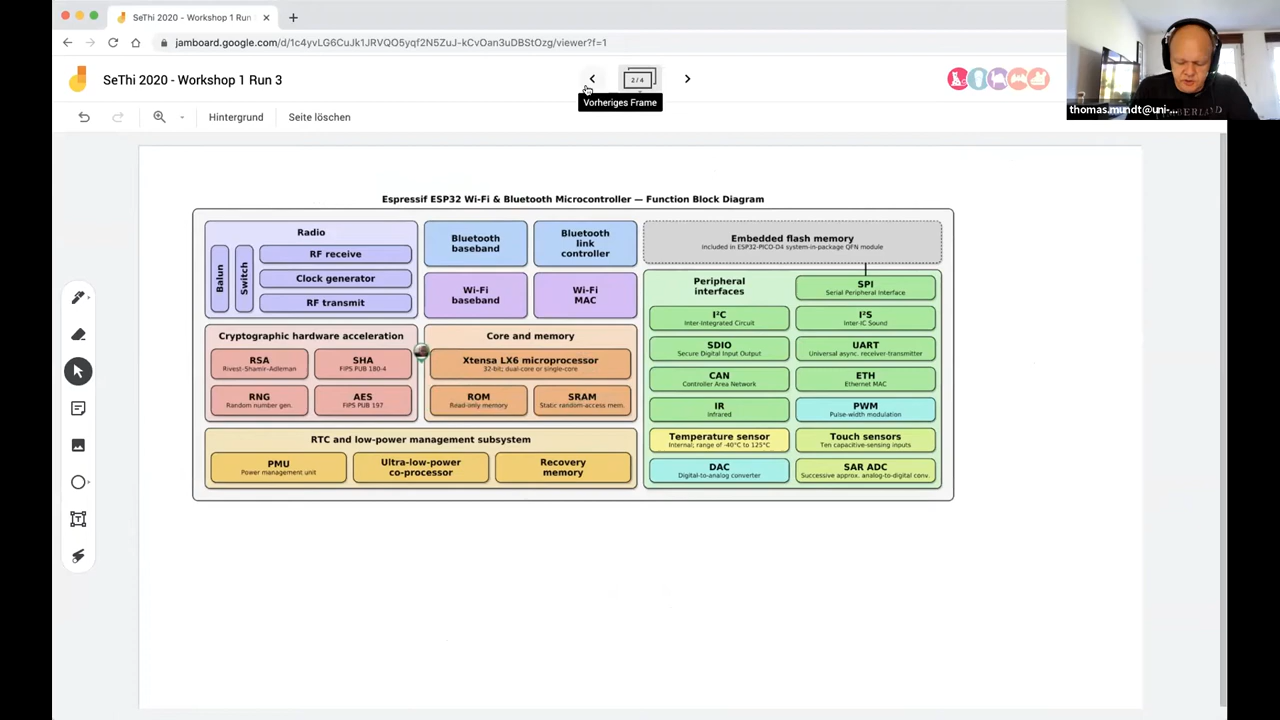 SeThi 2020 - Workshop 1 Run
jamboard.google.com/d/1c4yvLG6CuJk1JRVQO5yqf2N5ZuJ-kCvOan3uDBStOzg/viewer?f=1
SeThi 2020 - Workshop 1 Run 3
2 / 4
Vorheriges Frame
thomas.mundt@uni-...
Hintergrund
Seite löschen
Espressif ESP32 Wi-Fi & Bluetooth Microcontroller — Function Block Diagram
Radio
Balun
Switch
RF receive
Clock generator
RF transmit
Bluetooth
baseband
Bluetooth
link
controller
Wi-Fi
baseband
Wi-Fi
MAC
Embedded flash memory
Included in ESP32-PICO-D4 system-in-package QFN module
Cryptographic hardware acceleration
RSA
Rivest-Shamir-Adleman
SHA
FIPS PUB 180-4
RNG
Random number gen.
AES
FIPS PUB 197
Core and memory
Xtensa LX6 microprocessor
32-bit; dual-core or single-core
ROM
Read-only memory
SRAM
Static random-access mem.
RTC and low-power management subsystem
PMU
Power management unit
Ultra-low-power
co-processor
Recovery
memory
Peripheral
interfaces
SPI
Serial Peripheral Interface
I²C
Inter-Integrated Circuit
I²S
Inter-IC Sound
SDIO
Secure Digital Input Output
UART
Universal async. receiver-transmitter
CAN
Controller Area Network
ETH
Ethernet MAC
IR
Infrared
PWM
Pulse-width modulation
Temperature sensor
Internal; range of -40°C to 125°C
Touch sensors
Ten capacitive-sensing inputs
DAC
Digital-to-analog converter
SAR ADC
Successive approx. analog-to-digital conv.